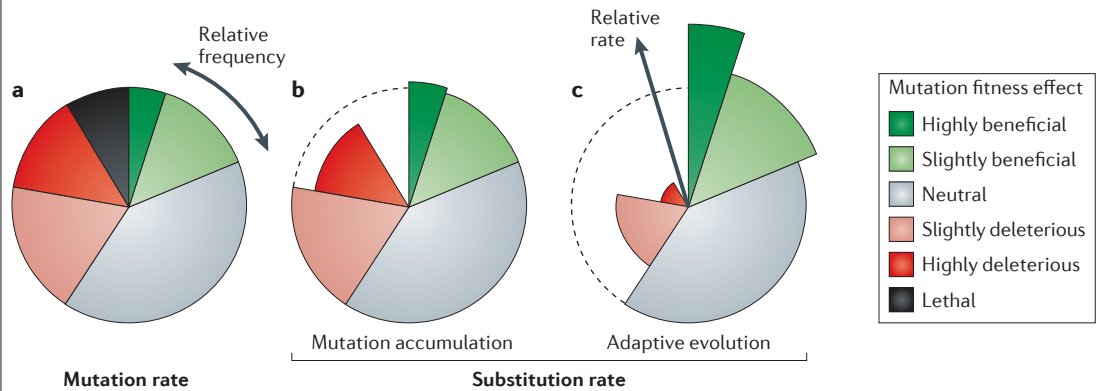 a
Relative
frequency
b
Relative
rate
c
Mutation fitness effect
Highly beneficial
Slightly beneficial
Neutral
Slightly deleterious
Highly deleterious
Lethal
Mutation accumulation
Adaptive evolution
Mutation rate
Substitution rate